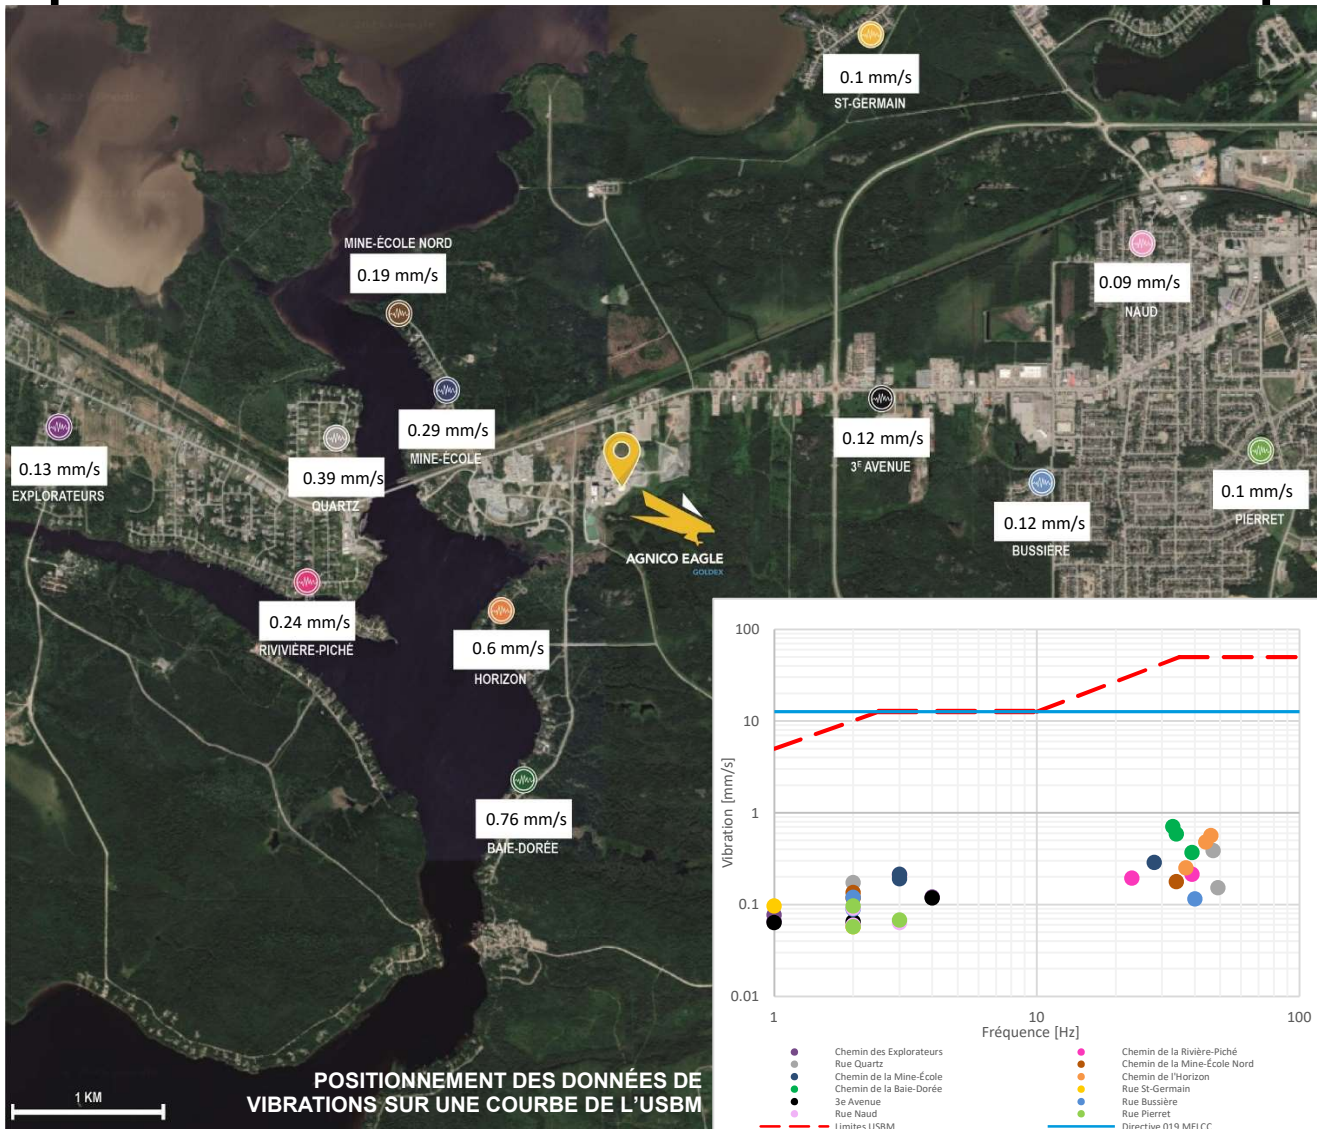 0.1 mm/s
ST-GERMAIN
MINE-ÉCOLE NORD
0.19 mm/s
0.09 mm/s
NAUD
0.29 mm/s
MINE-ÉCOLE
0.13 mm/s
EXPLORATEURS
0.39 mm/s
QUARTZ
0.12 mm/s
3E AVENUE
0.1 mm/s
PIERRET
0.12 mm/s
BUSSIÈRE
AGNICO EAGLE
GOLDEX
0.24 mm/s
RIVIVIÈRE-PICHÉ
0.6 mm/s
HORIZON
0.76 mm/s
BAIE-DORÉE
100
10
1
0.1
0.01
Vibration [mm/s]
1
10
100
Fréquence [Hz]
Chemin des Explorateurs
Chemin de la Rivière-Piché
Rue Quartz
Chemin de la Mine-École Nord
Chemin de la Mine-École
Chemin de l'Horizon
Chemin de la Baie-Dorée
Rue St-Germain
3e Avenue
Rue Bussière
Rue Naud
Rue Pierret
Limites USBM
Directive 019 MELCC
1 KM
POSITIONNEMENT DES DONNÉES DE
VIBRATIONS SUR UNE COURBE DE L'USBM